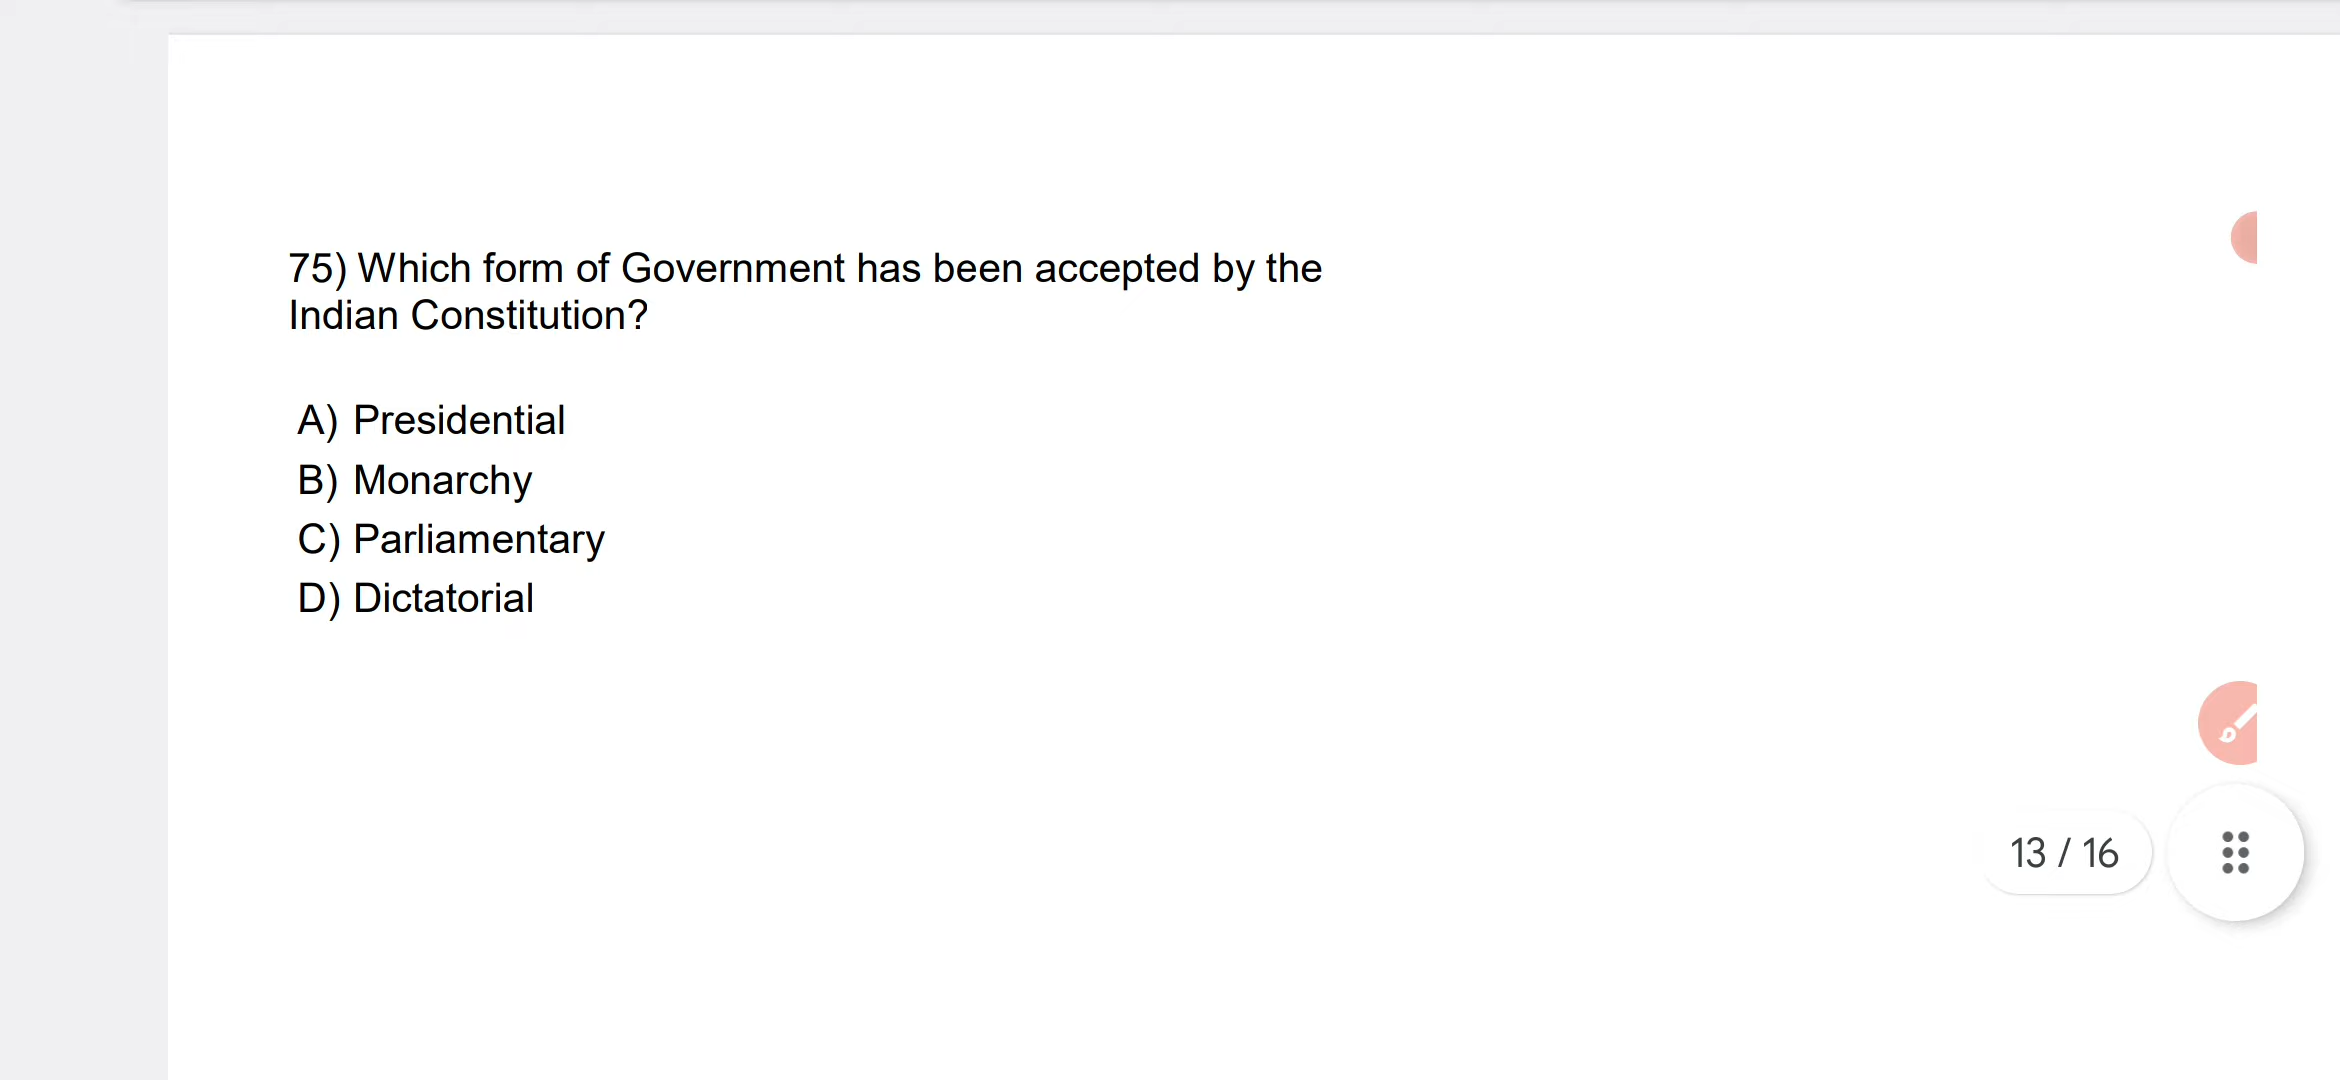 75) Which form of Government has been accepted by the
Indian Constitution?
A) Presidential
B) Monarchy
C) Parliamentary
D) Dictatorial
13 / 16